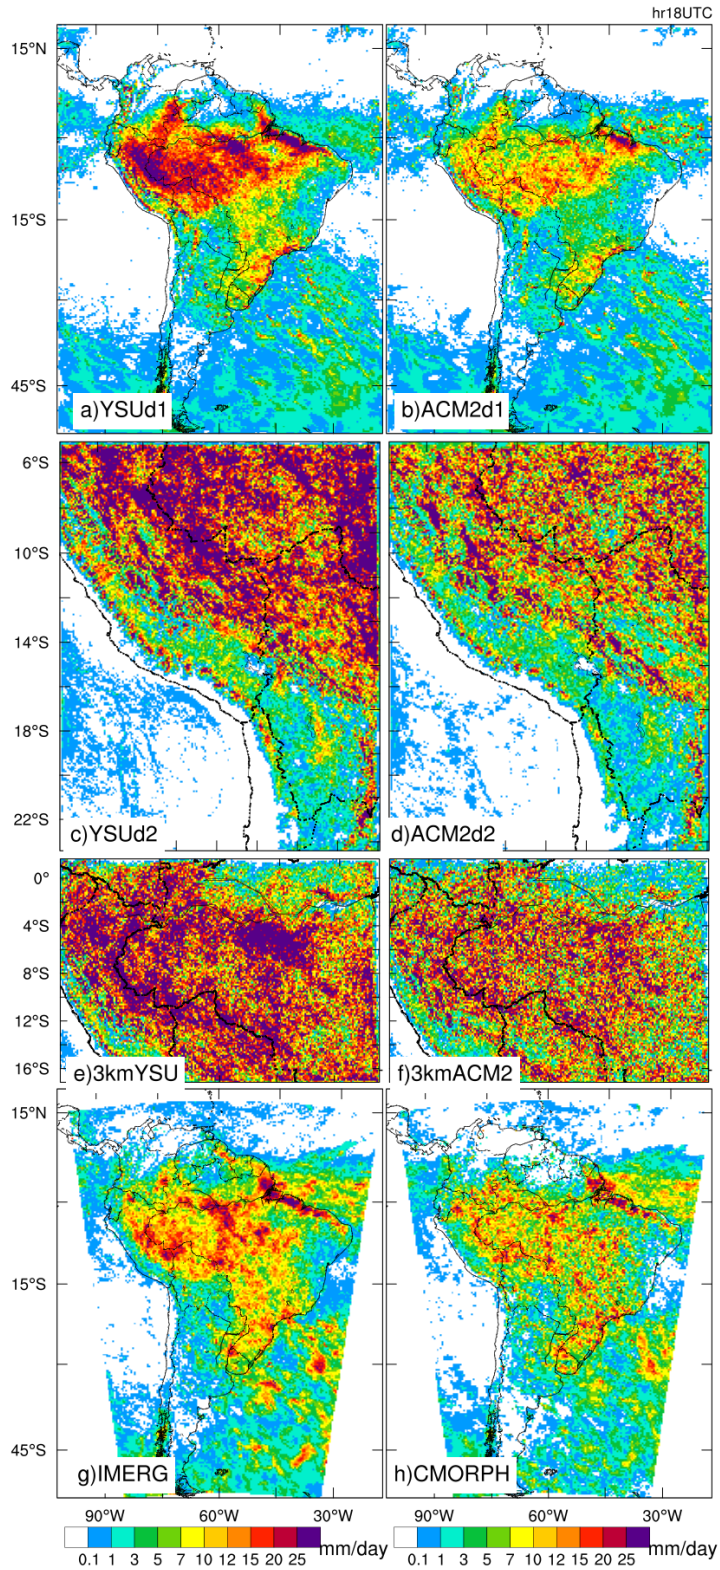 hr18UTC
15°N
15°S
45°S
a)YSUd1
b)ACM2d1
6°S
10°S
14°S
18°S
22°S
c)YSUd2
d)ACM2d2
0°
4°S
8°S
12°S
16°S
e)3kmYSU
f)3kmACM2
15°N
15°S
45°S
g)IMERG
h)CMORPH
90°W 60°W 30°W 90°W 60°W 30°W
0.1 1 3 5 7 10 12 15 20 25 mm/day 0.1 1 3 5 7 10 12 15 20 25 mm/day